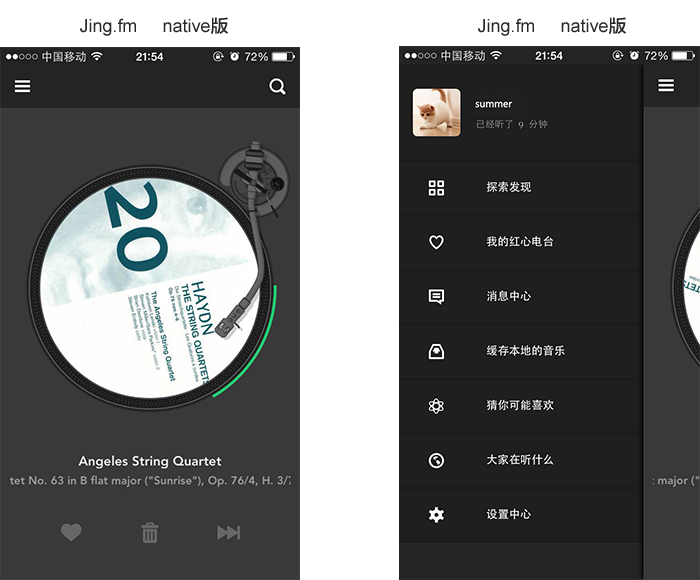 Jing.fm native版
中国移动 21:54 72%
20
HAYDN
THE STRING QUARTETS
Op.76 nos.4-6
The Angeles String Quartet
Angeles String Quartet
tet No. 63 in B flat major ("Sunrise"), Op. 76/4, H. 3/7
Jing.fm native版
中国移动 21:54 72%
summer
已经听了 9 分钟
探索发现
我的红心电台
消息中心
缓存本地的音乐
猜你可能喜欢
大家在听什么
设置中心
: major ("